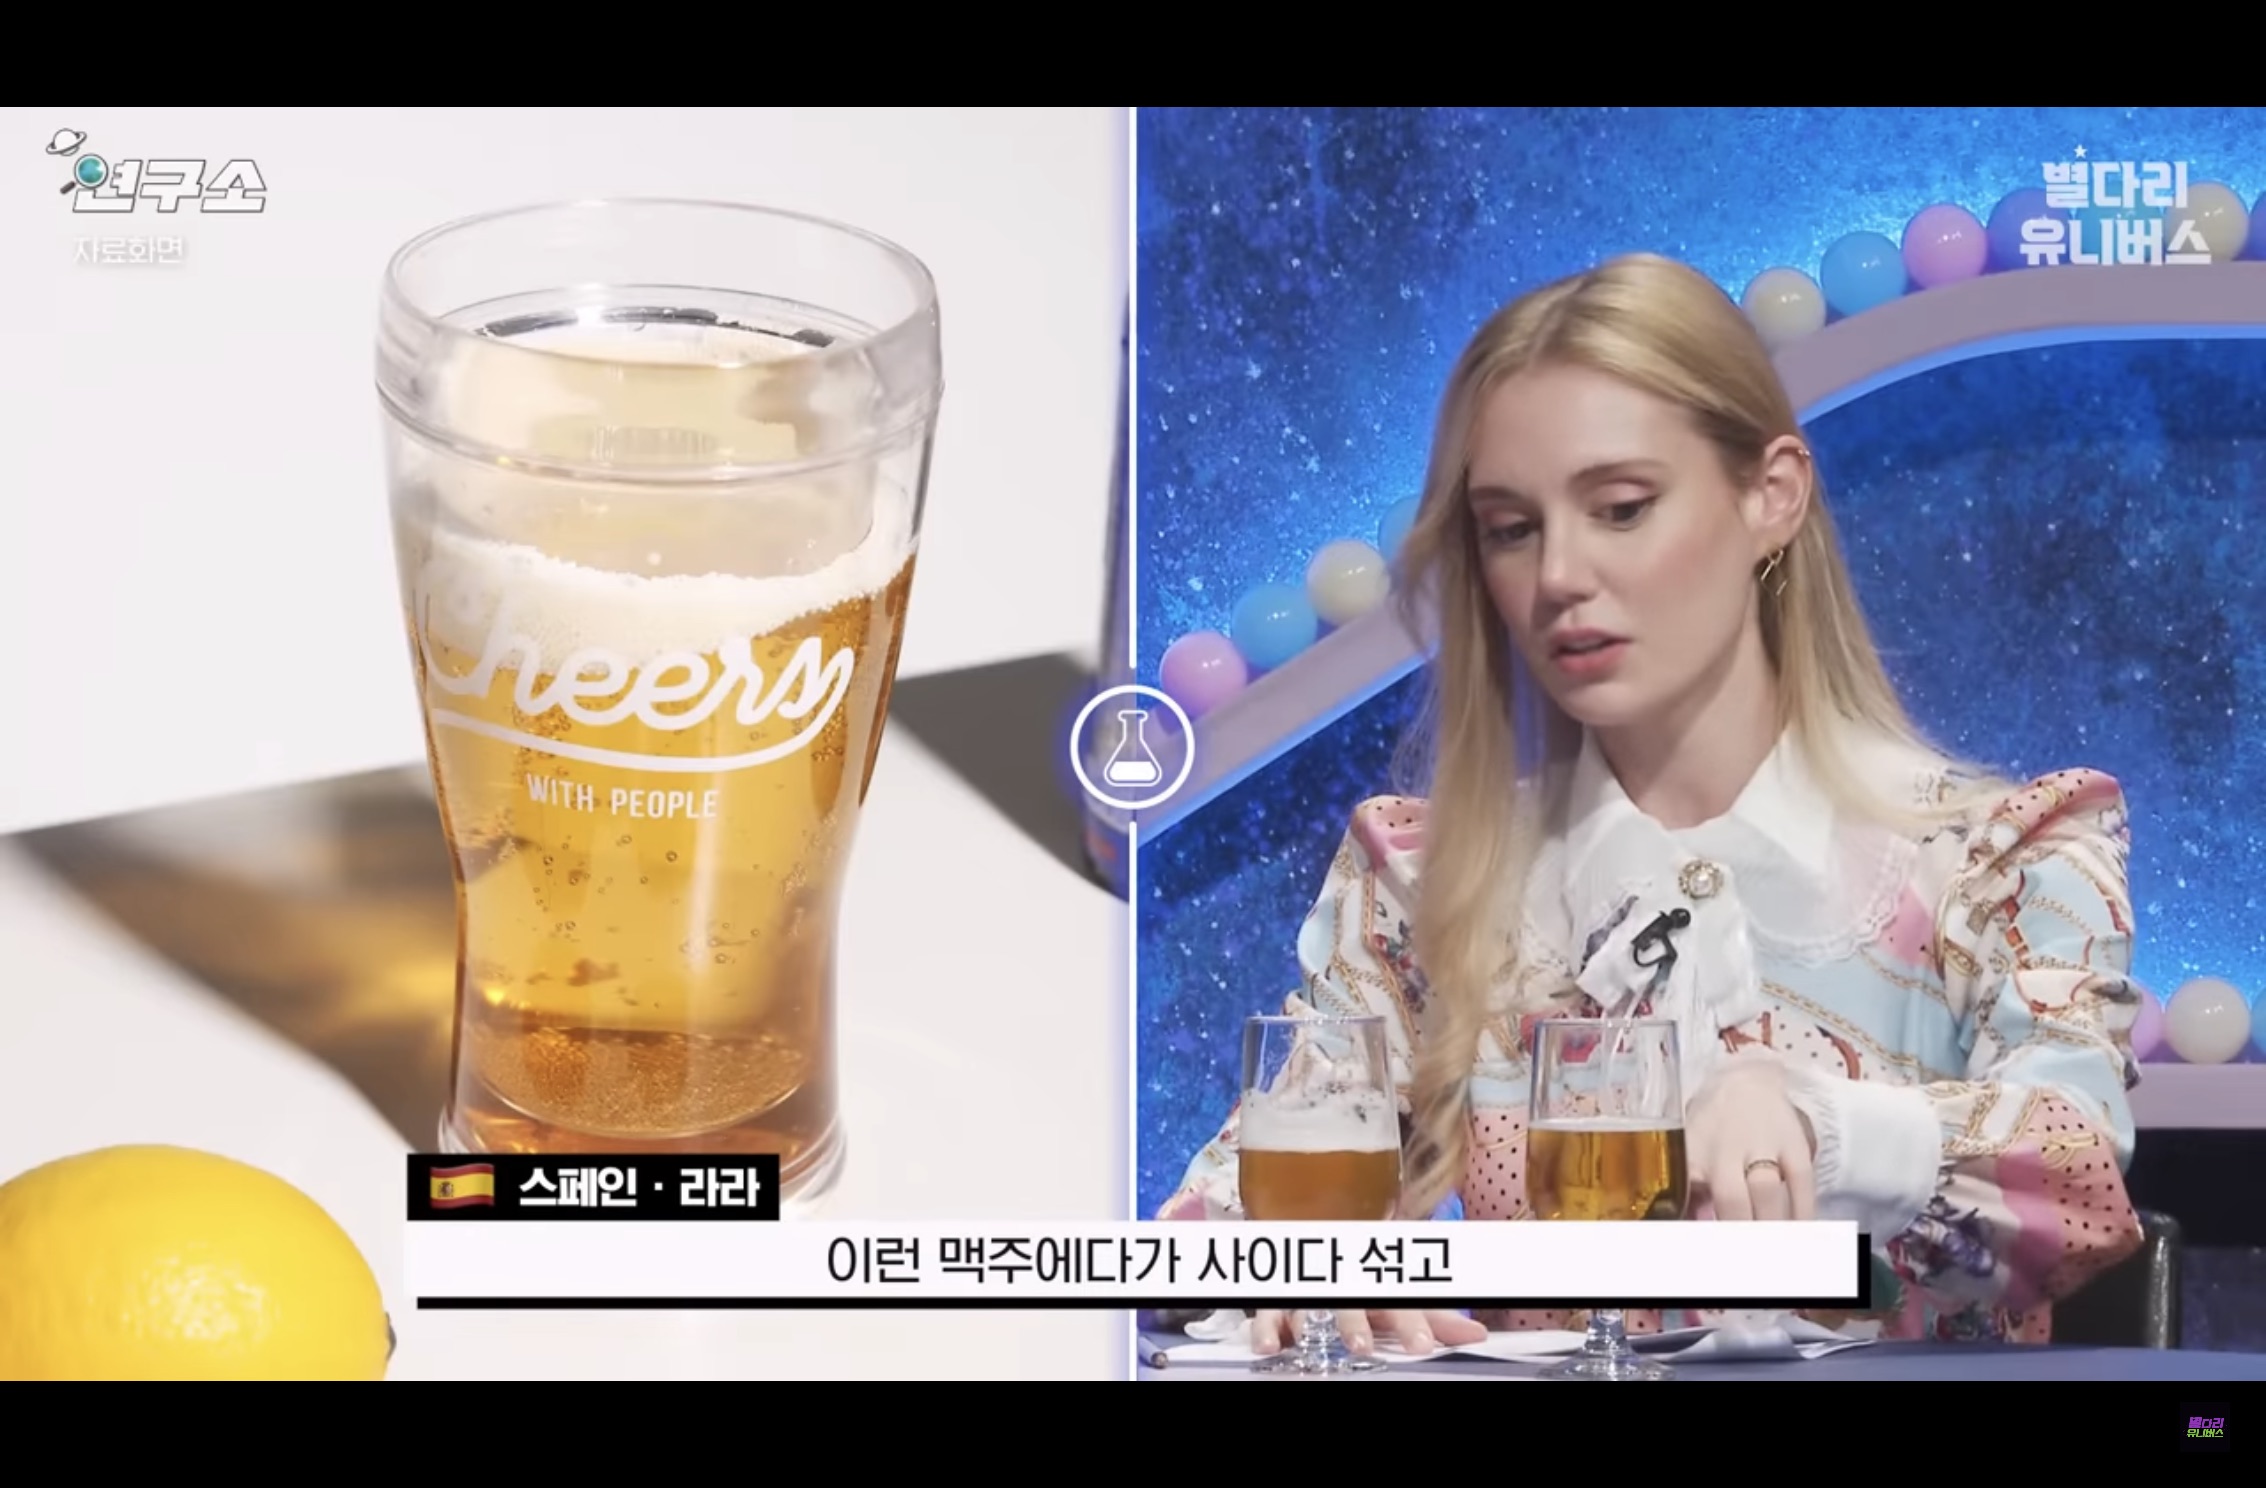 연구소
자료화면
별다리
유니버스
Cheers
WITH PEOPLE
스페인 · 라라
이런 맥주에다가 사이다 섞고
별다리
유니버스